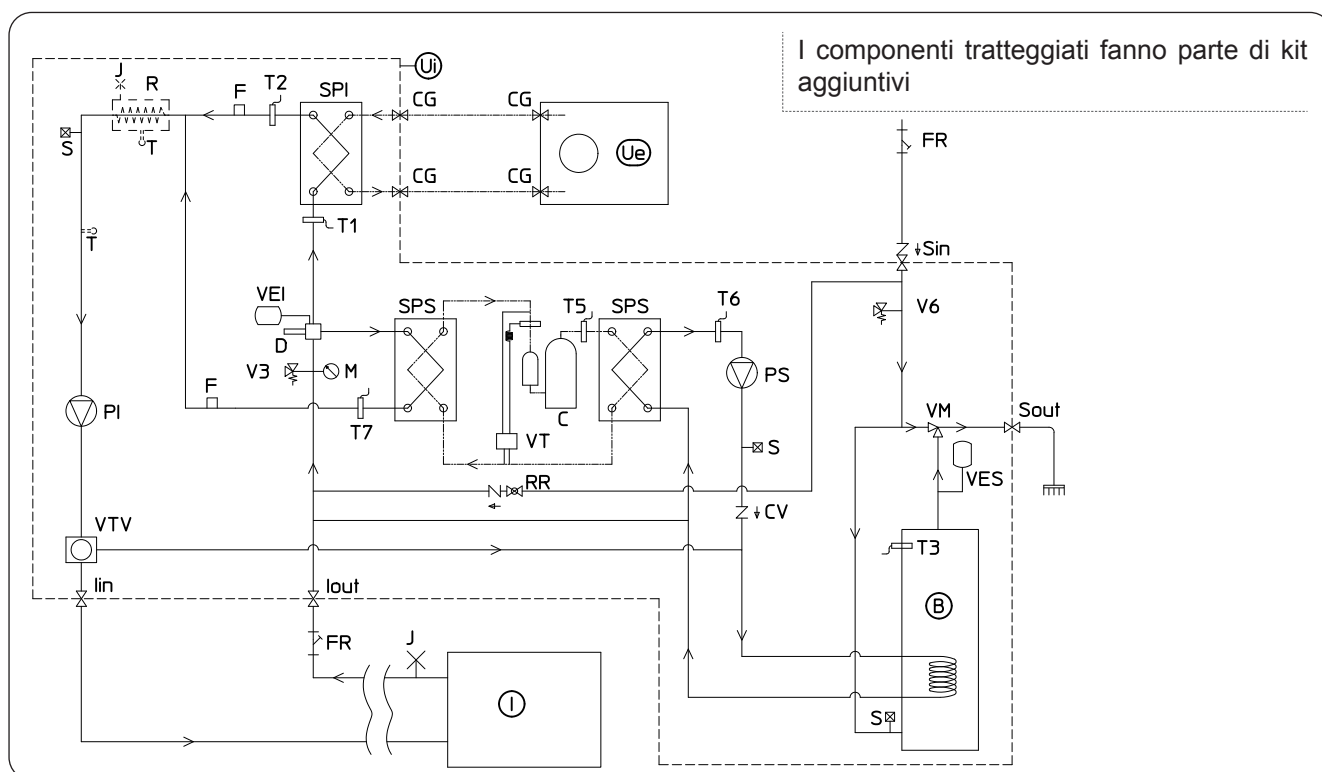 I componenti tratteggiati fanno parte di kit
aggiuntivi
J
R
F
T2
SPI
Ui
CG
CG
Ue
FR
S
T
CG
CG
T
T1
Sin
VEI
SPS
T5
SPS
T6
V6
D
V3
M
PS
PI
F
T7
C
VM
Sout
VT
S
VES
RR
CV
VTV
T3
Iin
Iout
B
FR
J
I
S